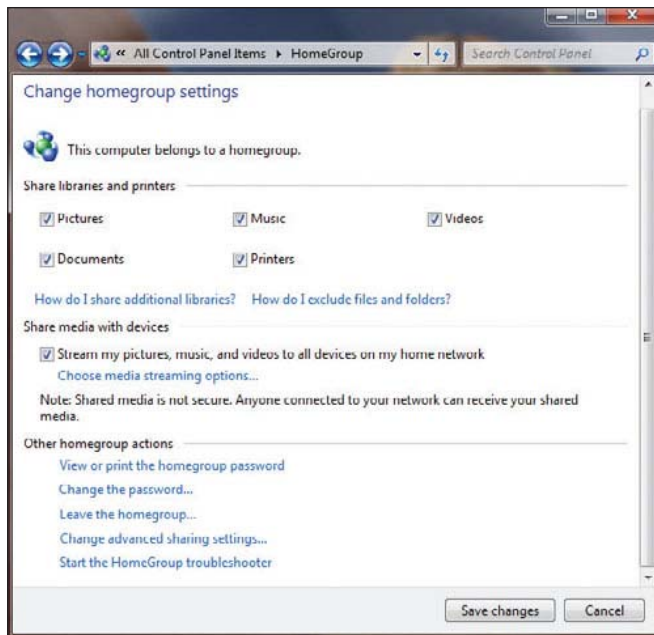 « All Control Panel Items ▸ HomeGroup Search Control Panel
Change homegroup settings
This computer belongs to a homegroup.
Share libraries and printers
Pictures Music Videos
Documents Printers
How do I share additional libraries? How do I exclude files and folders?
Share media with devices
Stream my pictures, music, and videos to all devices on my home network
Choose media streaming options...
Note: Shared media is not secure. Anyone connected to your network can receive your shared
media.
Other homegroup actions
View or print the homegroup password
Change the password...
Leave the homegroup...
Change advanced sharing settings...
Start the HomeGroup troubleshooter
Save changes Cancel